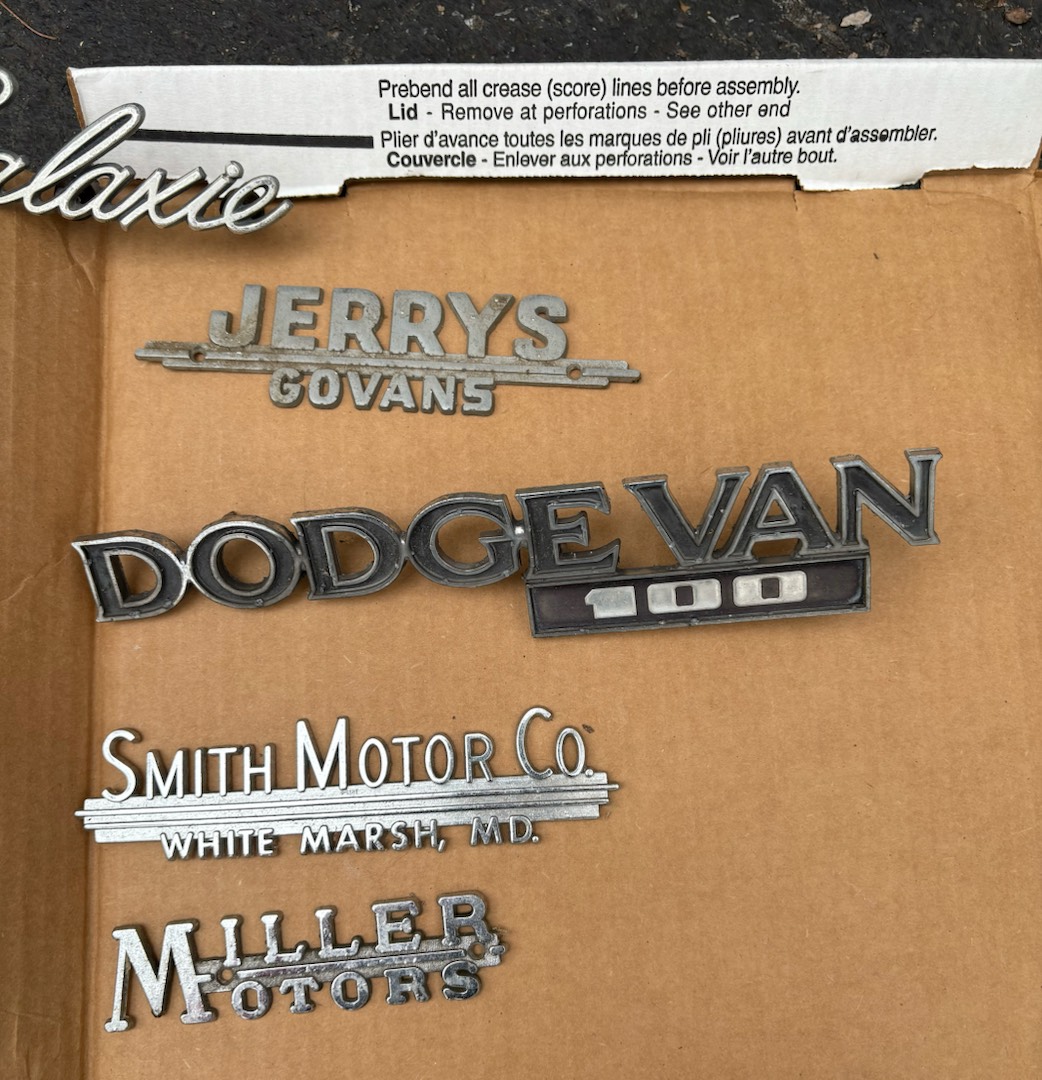 Prebend all crease (score) lines before assembly.
Lid - Remove at perforations - See other end
Plier d'avance toutes les marques de pli (pliures) avant d'assembler.
Couvercle - Enlever aux perforations - Voir l'autre bout.
Galaxie
JERRYS
GOVANS
DODGE VAN
100
SMITH MOTOR CO.
WHITE MARSH, MD.
MILLER
MOTORS